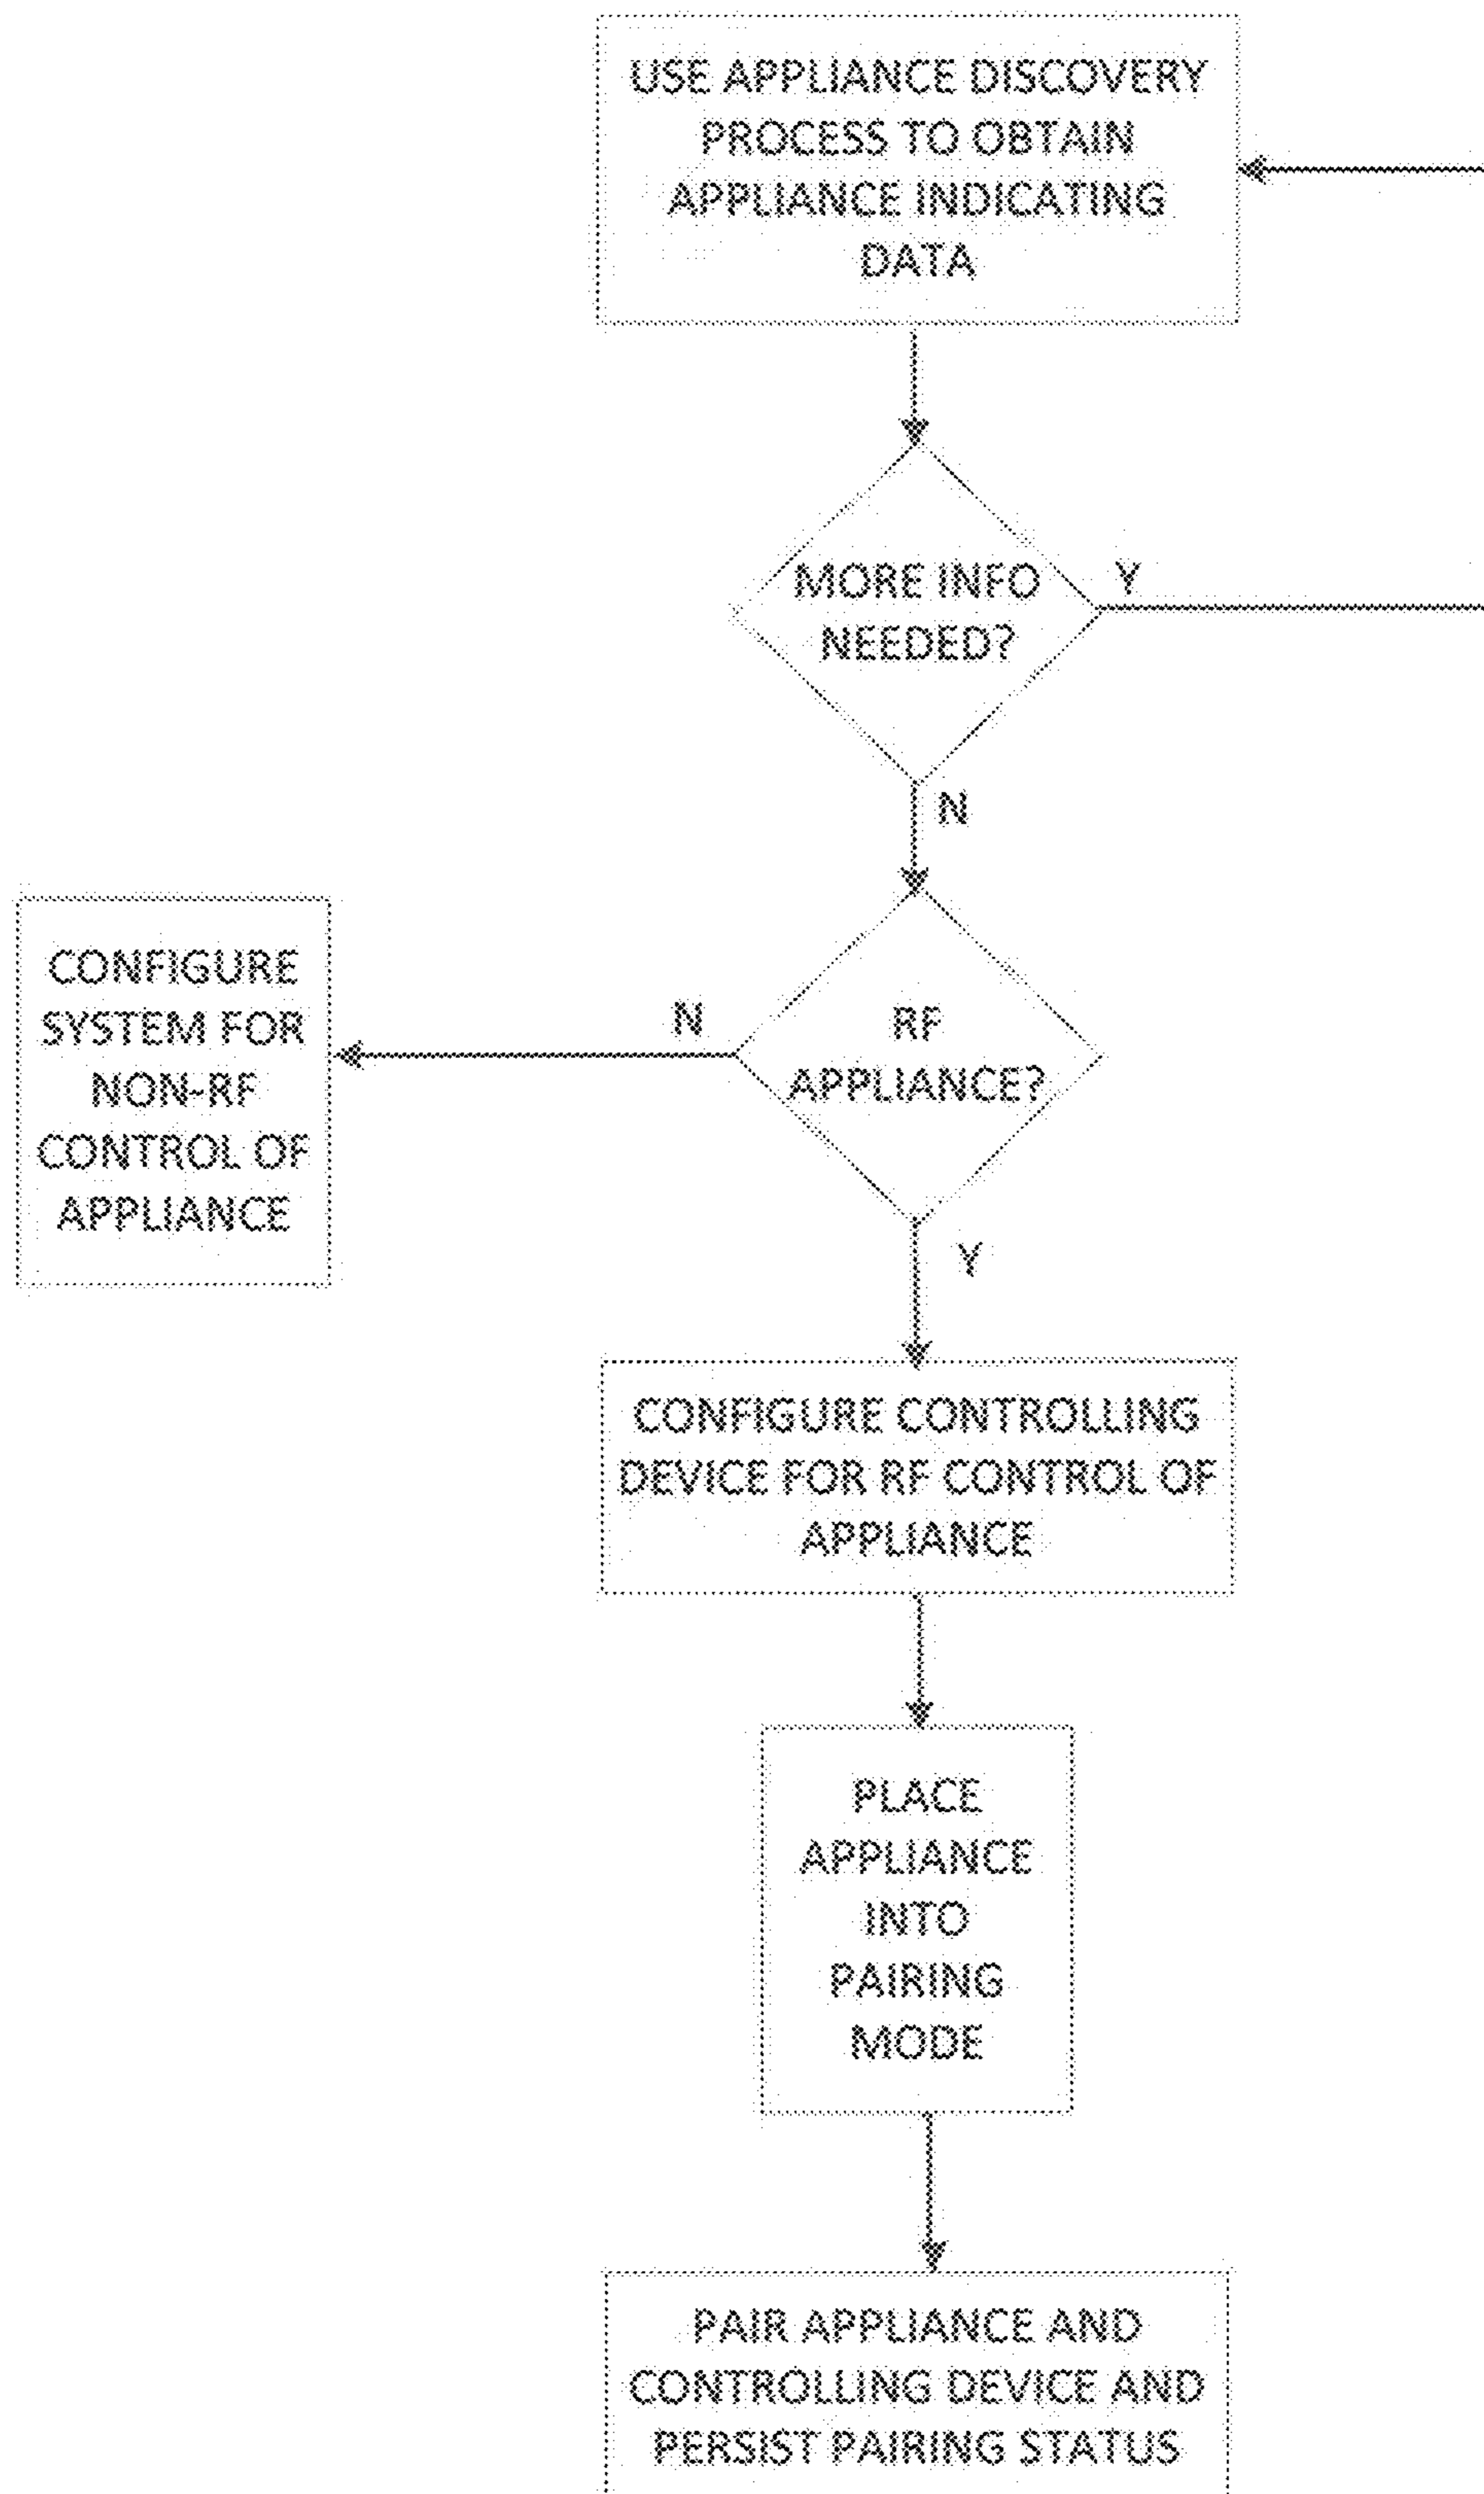 USE APPLIANCE DISCOVERY
PROCESS TO OBTAIN
APPLIANCE INDICATING
DATA
MORE INFO
NEEDED?
Y
N
RF
APPLIANCE?
N
Y
CONFIGURE
SYSTEM FOR
NON-RF
CONTROL OF
APPLIANCE
CONFIGURE CONTROLLING
DEVICE FOR RF CONTROL OF
APPLIANCE
PLACE
APPLIANCE
INTO
PAIRING
MODE
PAIR APPLIANCE AND
CONTROLLING DEVICE AND
PERSIST PAIRING STATUS